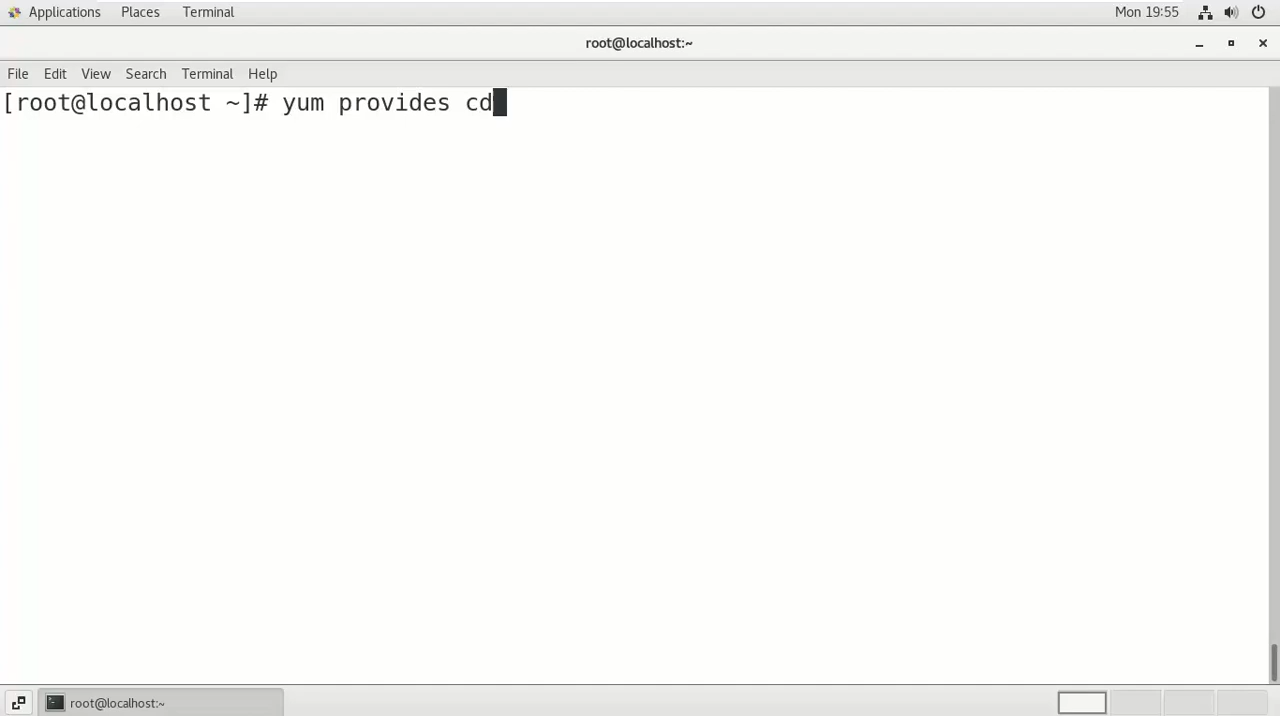 Applications Places Terminal Mon 19:55
root@localhost:~
File Edit View Search Terminal Help
[root@localhost ~]# yum provides cd
root@localhost:~